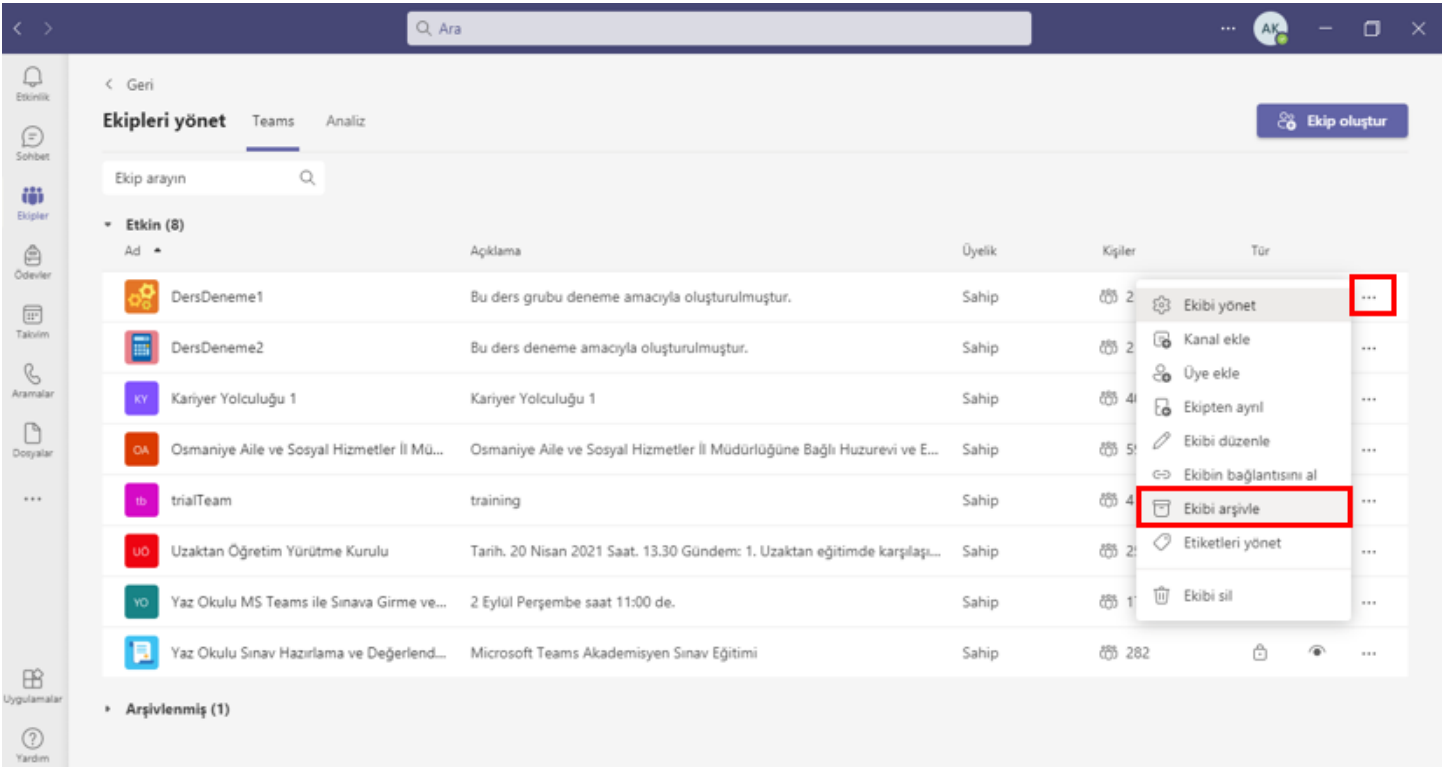 Ara
AK
Etkinlik
Sohbet
Ekipler
Ödevler
Takvim
Aramalar
Dosyalar
Uygulamalar
Yardım
Geri
Ekipleri yönet Teams Analiz
Ekip oluştur
Ekip arayın
Etkin (8)
Ad Açıklama Üyelik Kişiler Tür
DersDeneme1 Bu ders grubu deneme amacıyla oluşturulmuştur. Sahip 2
DersDeneme2 Bu ders deneme amacıyla oluşturulmuştur. Sahip 2
KY Kariyer Yolculuğu 1 Kariyer Yolculuğu 1 Sahip
OA Osmaniye Aile ve Sosyal Hizmetler İl Mü... Osmaniye Aile ve Sosyal Hizmetler İl Müdürlüğüne Bağlı Huzurevi ve E... Sahip
tb trialTeam training Sahip 4
UÖ Uzaktan Öğretim Yürütme Kurulu Tarih. 20 Nisan 2021 Saat. 13.30 Gündem: 1. Uzaktan eğitimde karşılaşı... Sahip
YO Yaz Okulu MS Teams ile Sınava Girme ve... 2 Eylül Perşembe saat 11:00 de. Sahip
Yaz Okulu Sınav Hazırlama ve Değerlend... Microsoft Teams Akademisyen Sınav Eğitimi Sahip 282
Ekibi yönet
Kanal ekle
Üye ekle
Ekipten ayrıl
Ekibi düzenle
Ekibin bağlantısını al
Ekibi arşivle
Etiketleri yönet
Ekibi sil
Arşivlenmiş (1)